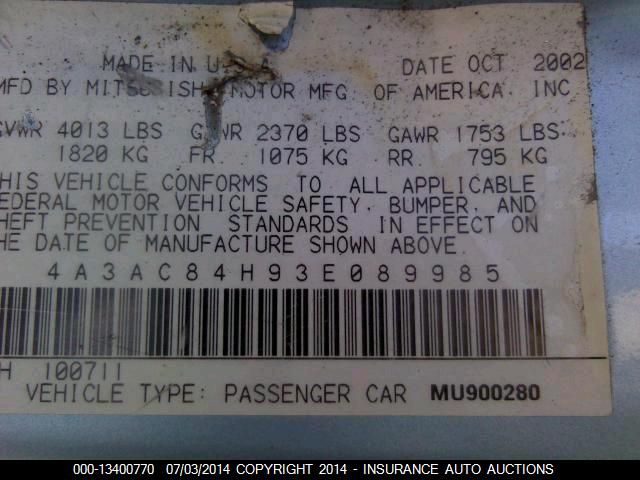 MADE IN U.S.A. DATE OCT 2002
MFD BY MITSUBISHI MOTOR MFG. OF AMERICA, INC
GVWR 4013 LBS GAWR 2370 LBS GAWR 1753 LBS
1820 KG FR. 1075 KG RR. 795 KG
THIS VEHICLE CONFORMS TO ALL APPLICABLE
FEDERAL MOTOR VEHICLE SAFETY, BUMPER, AND
THEFT PREVENTION STANDARDS IN EFFECT ON
THE DATE OF MANUFACTURE SHOWN ABOVE.
4A3AC84H93E089985
H 100711
VEHICLE TYPE: PASSENGER CAR MU900280
000-13400770 07/03/2014 COPYRIGHT 2014 - INSURANCE AUTO AUCTIONS